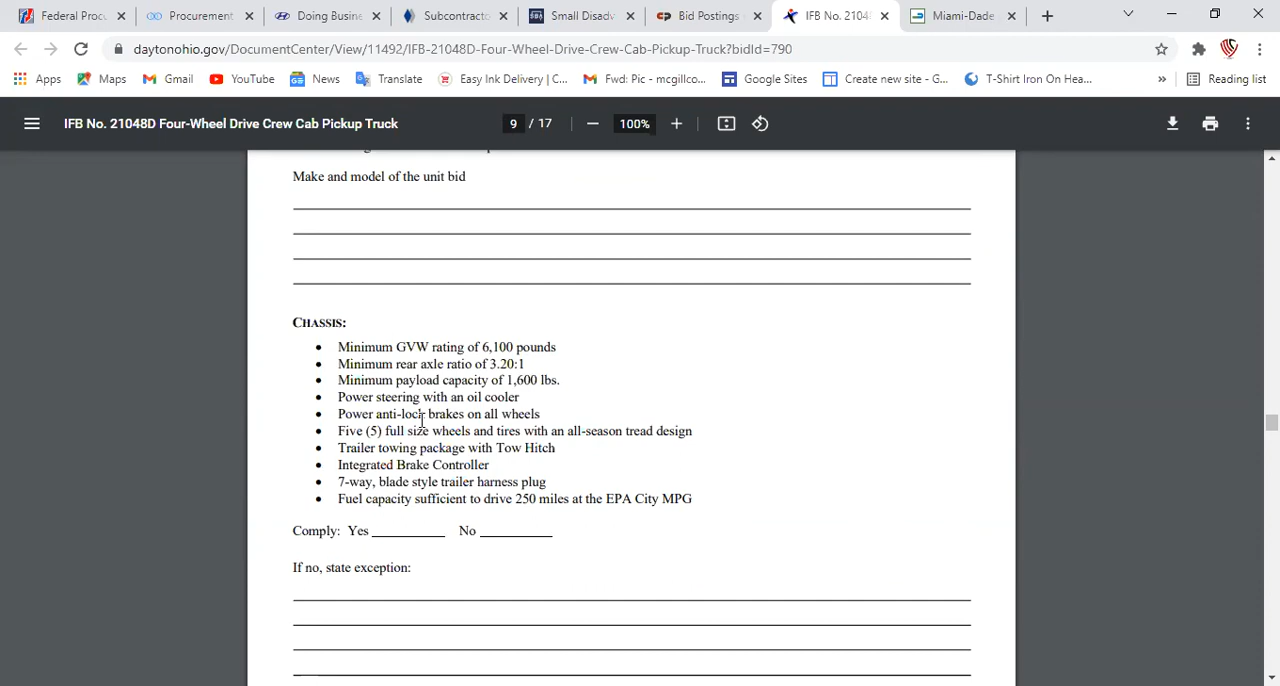 Federal Procu
Procurement
Doing Busine
Subcontracto
Small Disadv
Bid Postings
IFB No. 2104
Miami-Dade
daytonohio.gov/DocumentCenter/View/11492/IFB-21048D-Four-Wheel-Drive-Crew-Cab-Pickup-Truck?bidId=790
Apps Maps Gmail YouTube News Translate Easy Ink Delivery | C... Fwd: Pic - mcgillco... Google Sites Create new site - G... T-Shirt Iron On Hea... » Reading list
IFB No. 21048D Four-Wheel Drive Crew Cab Pickup Truck 9 / 17 — 100% +
Make and model of the unit bid
CHASSIS:
• Minimum GVW rating of 6,100 pounds
• Minimum rear axle ratio of 3.20:1
• Minimum payload capacity of 1,600 lbs.
• Power steering with an oil cooler
• Power anti-lock brakes on all wheels
• Five (5) full size wheels and tires with an all-season tread design
• Trailer towing package with Tow Hitch
• Integrated Brake Controller
• 7-way, blade style trailer harness plug
• Fuel capacity sufficient to drive 250 miles at the EPA City MPG
Comply: Yes ________ No ________
If no, state exception: